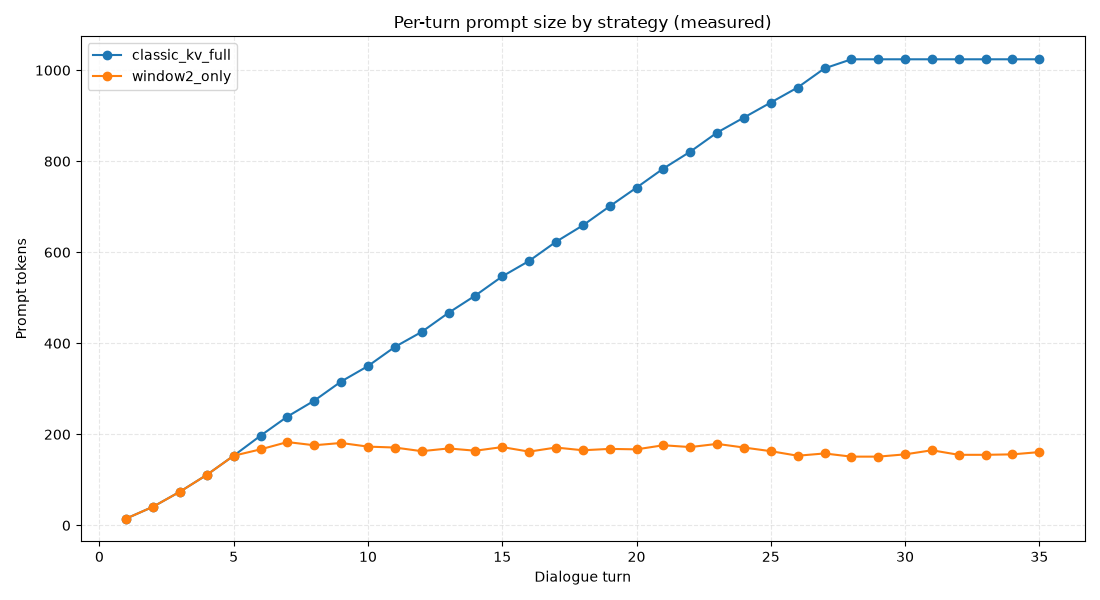 Per-turn prompt size by strategy (measured)
classic_kv_full
window2_only
Prompt tokens
1000
800
600
400
200
0
0 5 10 15 20 25 30 35
Dialogue turn